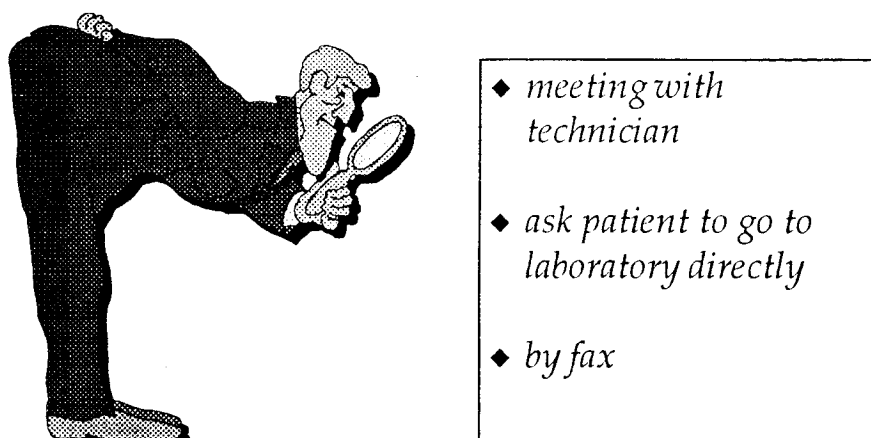 ◆ meeting with
technician
◆ ask patient to go to
laboratory directly
◆ by fax